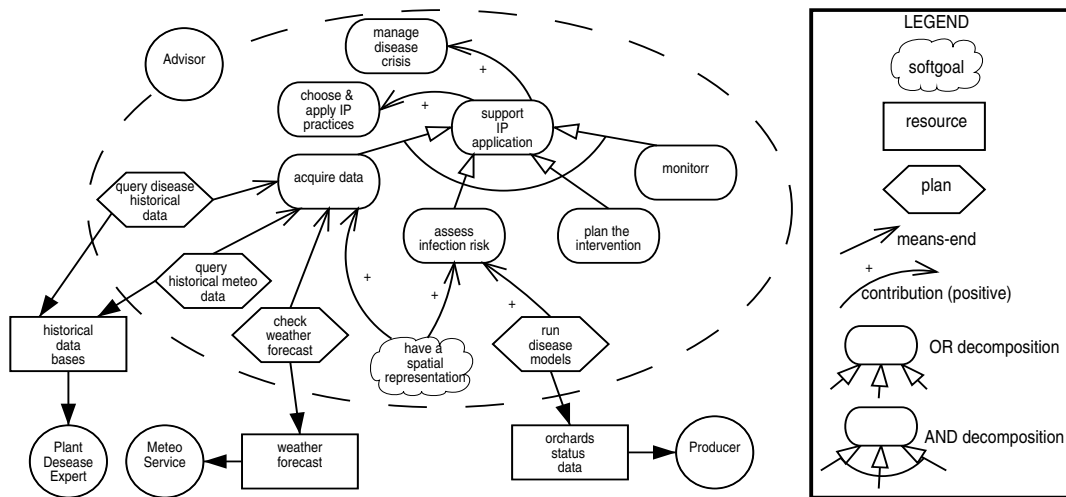 Advisor
manage
disease
crisis
+
choose &
apply IP
practices
+
support
IP
application
query disease
historical
data
acquire data
monitorr
assess
infection risk
plan the
intervention
query
historical meteo
data
+
+
+
historical
data
bases
check
weather
forecast
have a
spatial
representation
run
disease
models
Plant
Desease
Expert
Meteo
Service
weather
forecast
orchards
status
data
Producer
LEGEND
softgoal
resource
plan
means-end
+
contribution (positive)
OR decomposition
AND decomposition